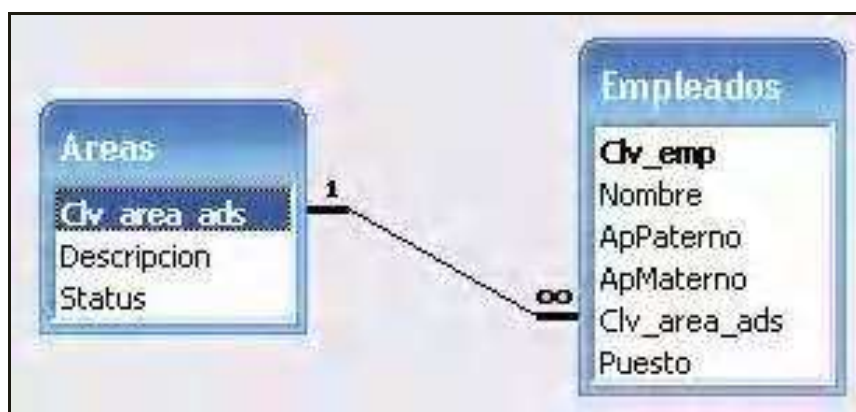 Areas
Clv_area_ads
Descripcion
Status
1
∞
Empleados
Clv_emp
Nombre
ApPaterno
ApMaterno
Clv_area_ads
Puesto